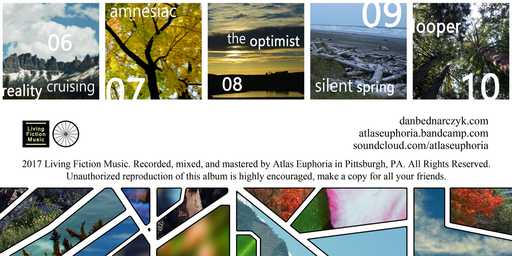 06
reality cruising
amnesiac
07
the optimist
08
09
silent spring
looper
10
danbednarczyk.com
atlaseuphoria.bandcamp.com
soundcloud.com/atlaseuphoria
Living
Fiction
Music
2017 Living Fiction Music. Recorded, mixed, and mastered by Atlas Euphoria in Pittsburgh, PA. All Rights Reserved.
Unauthorized reproduction of this album is highly encouraged, make a copy for all your friends.